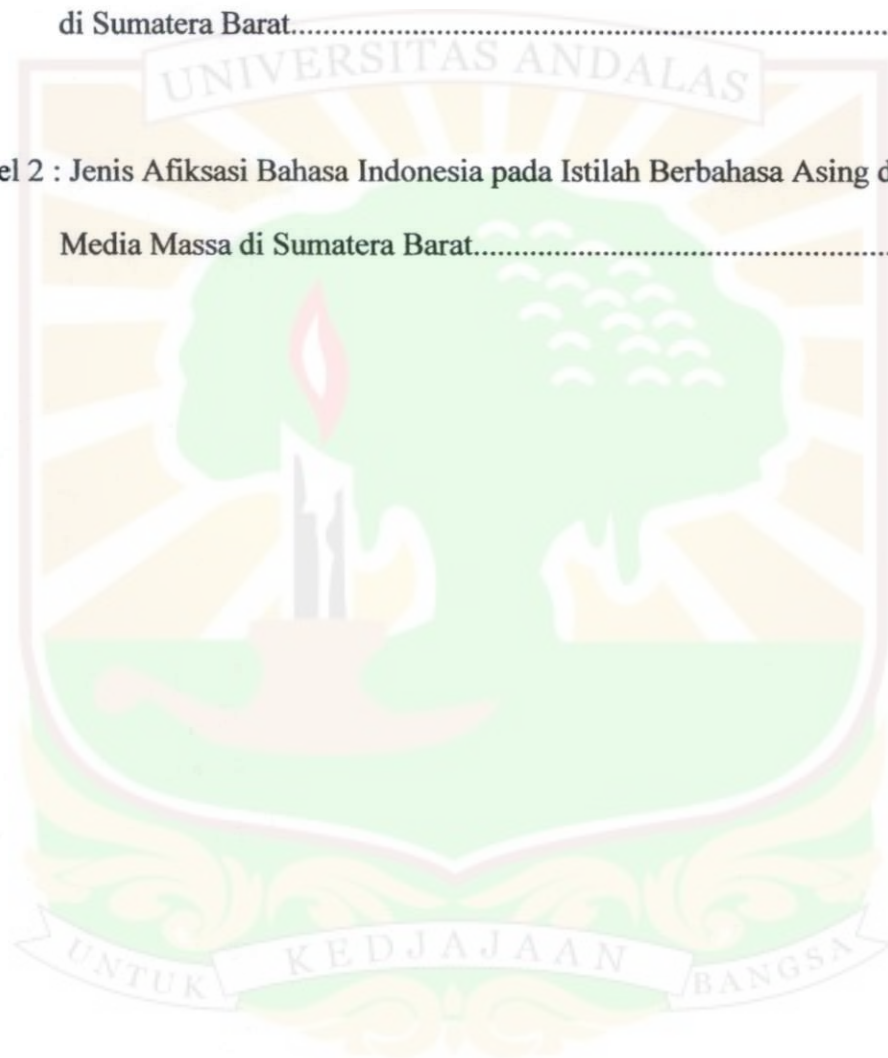 di Sumatera Barat........................................................................
UNIVERSITAS ANDALAS
el 2 : Jenis Afiksasi Bahasa Indonesia pada Istilah Berbahasa Asing d
Media Massa di Sumatera Barat..................................................
UNTUK KEDJAJAAN BANGSA